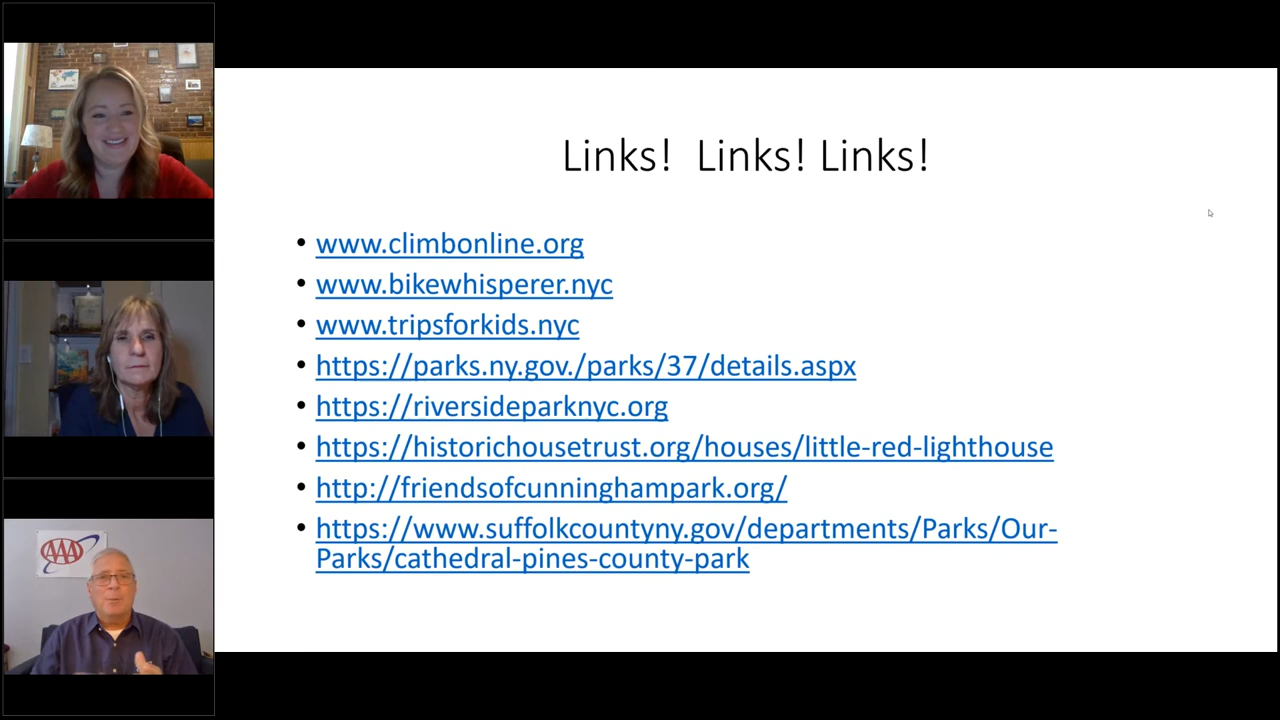 Links!  Links! Links!
• www.climbonline.org
• www.bikewhisperer.nyc
• www.tripsforkids.nyc
• https://parks.ny.gov./parks/37/details.aspx
• https://riversideparknyc.org
• https://historichousetrust.org/houses/little-red-lighthouse
• http://friendsofcunninghampark.org/
• https://www.suffolkcountyny.gov/departments/Parks/Our-
Parks/cathedral-pines-county-park
AAA